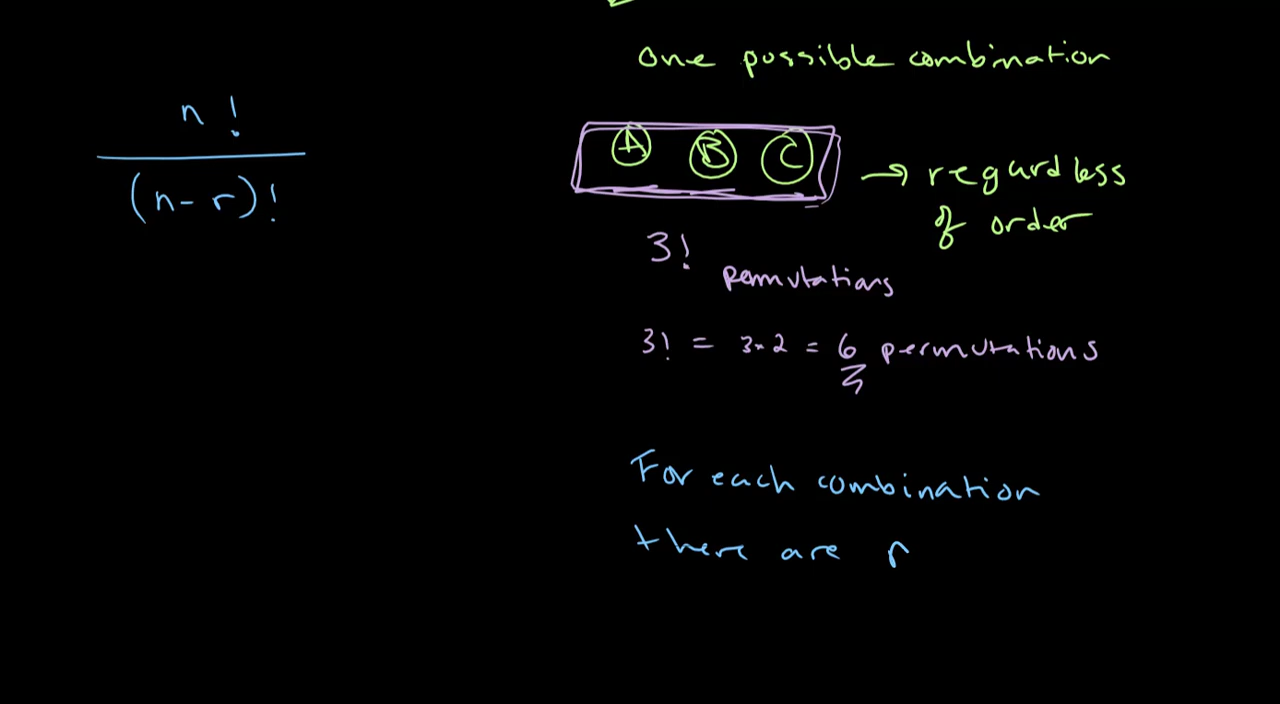 n!
(n-r)!
one possible combination
A B C → regardless
of order
3!
permutations
3! = 3×2 = 6 permutations
For each combination
there are r